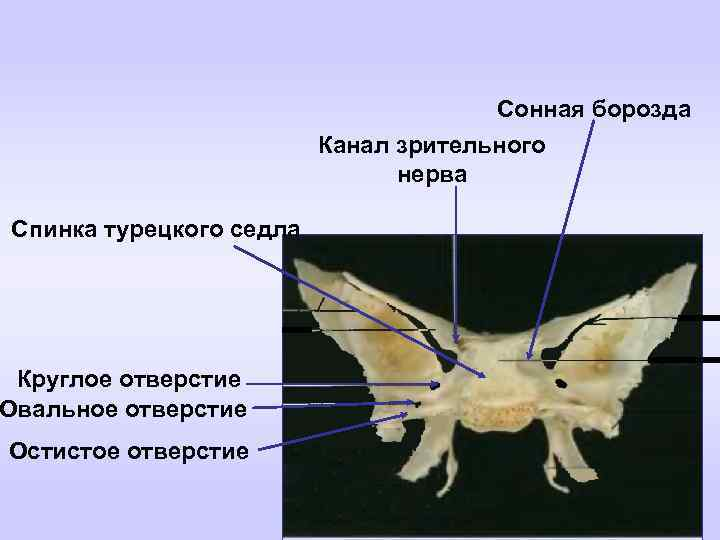 Сонная борозда
Канал зрительного
нерва
Спинка турецкого седла
Круглое отверстие
Овальное отверстие
Остистое отверстие